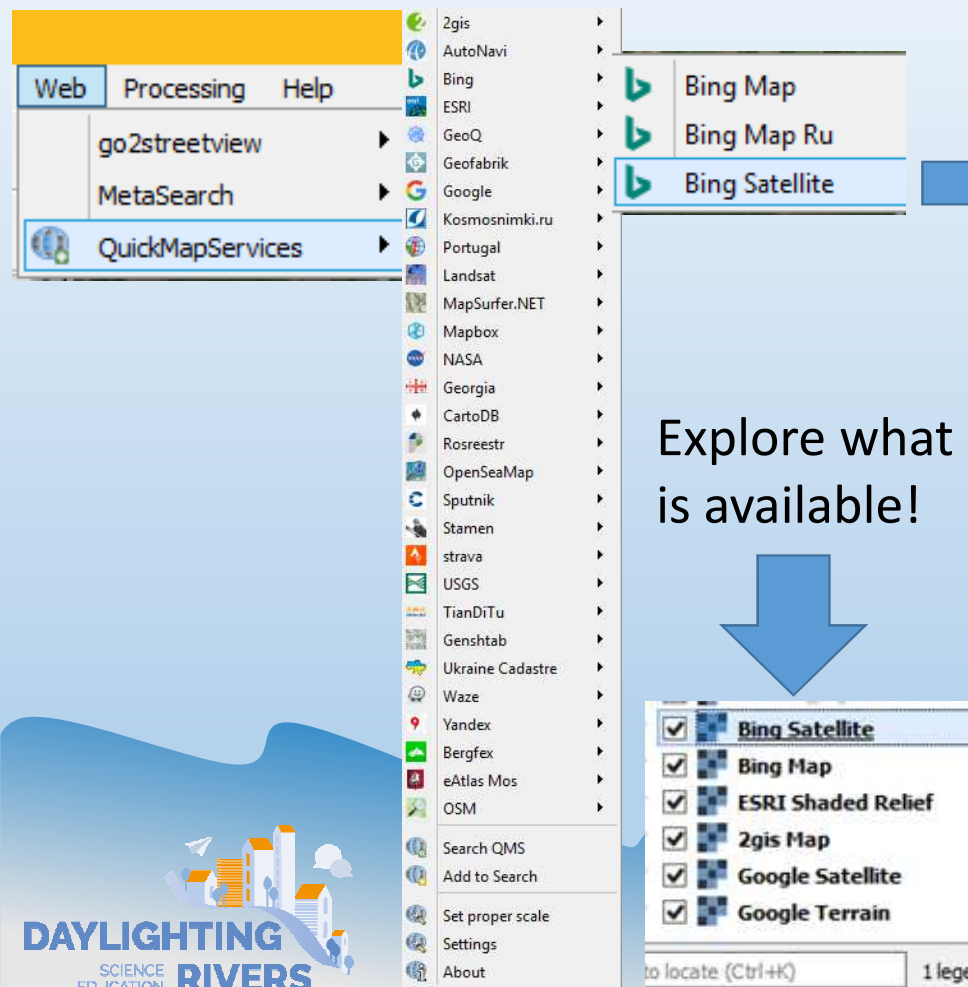 Web Processing Help
go2streetview
MetaSearch
QuickMapServices
2gis
AutoNavi
Bing
ESRI
GeoQ
Geofabrik
Google
Kosmosnimki.ru
Portugal
Landsat
MapSurfer.NET
Mapbox
NASA
Georgia
CartoDB
Rosreestr
OpenSeaMap
Sputnik
Stamen
strava
USGS
TianDiTu
Genshtab
Ukraine Cadastre
Waze
Yandex
Bergfex
eAtlas Mos
OSM
Search QMS
Add to Search
Set proper scale
Settings
About
Bing Map
Bing Map Ru
Bing Satellite
Explore what
is available!
Bing Satellite
Bing Map
ESRI Shaded Relief
2gis Map
Google Satellite
Google Terrain
to locate (Ctrl+K) 1 lege
DAYLIGHTING
SCIENCE
RIVERS